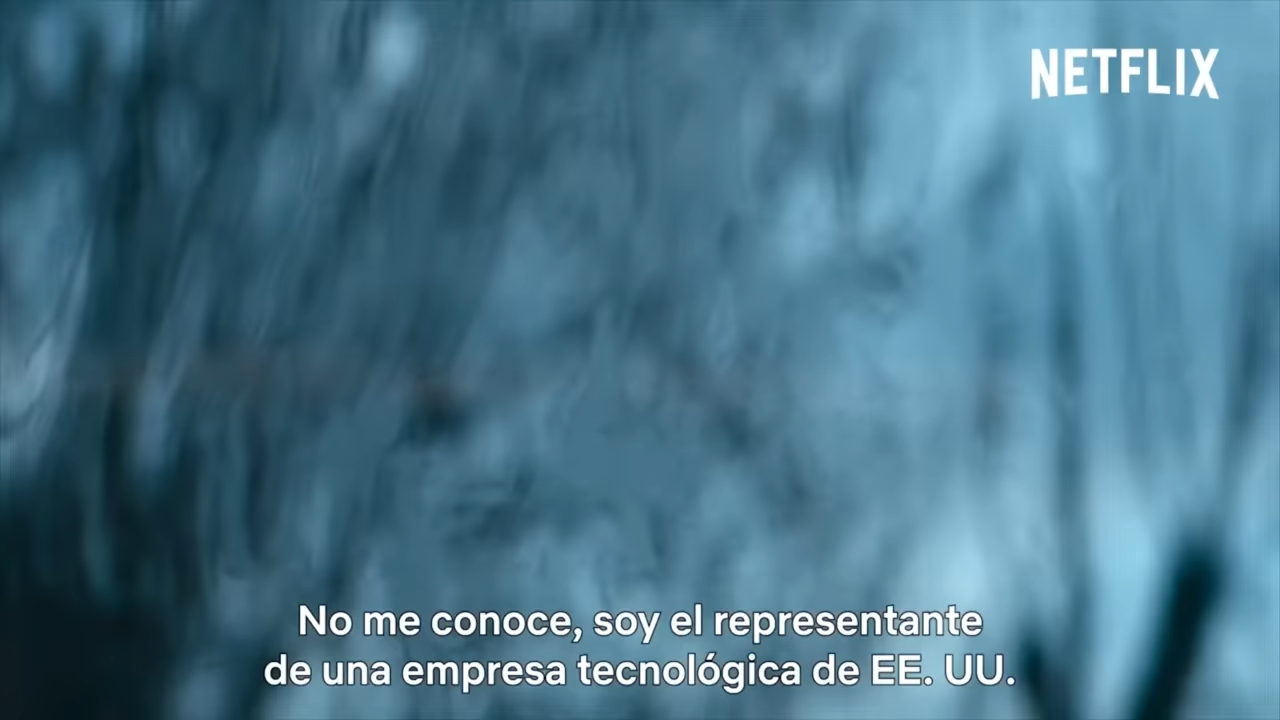 NETFLIX
No me conoce, soy el representante
de una empresa tecnológica de EE. UU.